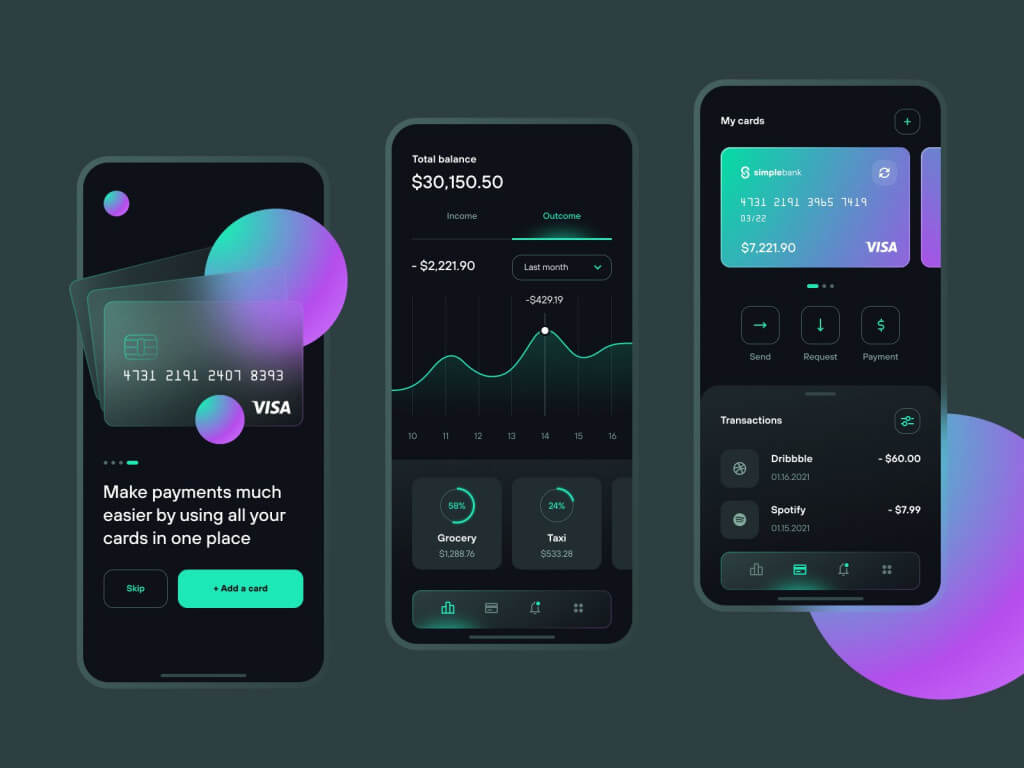 4731 2191 2407 8393
VISA
Make payments much
easier by using all your
cards in one place
Skip
+ Add a card
Total balance
$30,150.50
Income
Outcome
- $2,221.90
Last month
-$429.19
10 11 12 13 14 15 16
58%
24%
Grocery
Taxi
$1,288.76
$533.28
My cards
+
simplebank
4731 2191 3965 7419
03/22
$7,221.90
VISA
$
Send
Request
Payment
Transactions
Dribbble
- $60.00
01.16.2021
Spotify
- $7.99
01.15.2021